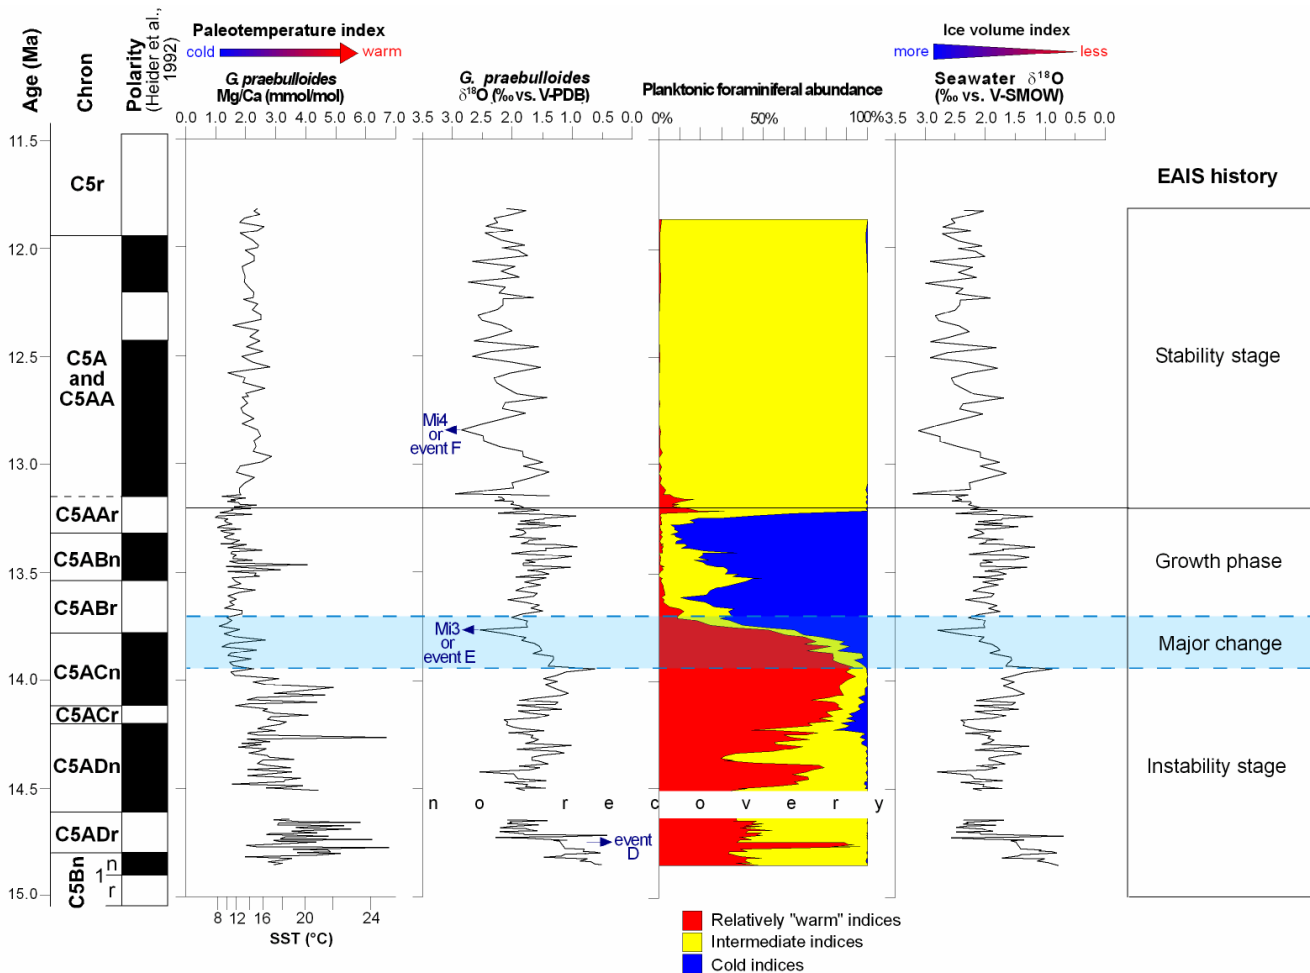 Age (Ma)
Chron
Polarity
(Heider et al.,
1992)
Paleotemperature index
cold
warm
G. praebulloides
Mg/Ca (mmol/mol)
0.0 1.0 2.0 3.0 4.0 5.0 6.0 7.0
G. praebulloides
δ18O (‰ vs. V-PDB)
3.5 3.0 2.5 2.0 1.5 1.0 0.5 0.0
Planktonic foraminiferal abundance
0% 50% 100%
Ice volume index
more
less
Seawater δ18O
(‰ vs. V-SMOW)
3.5 3.0 2.5 2.0 1.5 1.0 0.5 0.0
EAIS history
11.5
12.0
12.5
13.0
13.5
14.0
14.5
15.0
C5r
C5A
and
C5AA
C5AAr
C5ABn
C5ABr
C5ACn
C5ACr
C5ADn
C5ADr
C5Bn
1
n
r
Mi4
or
event F
Mi3
or
event E
event
D
no recovery
Stability stage
Growth phase
Major change
Instability stage
8 12 16 20 24
SST (°C)
Relatively "warm" indices
Intermediate indices
Cold indices